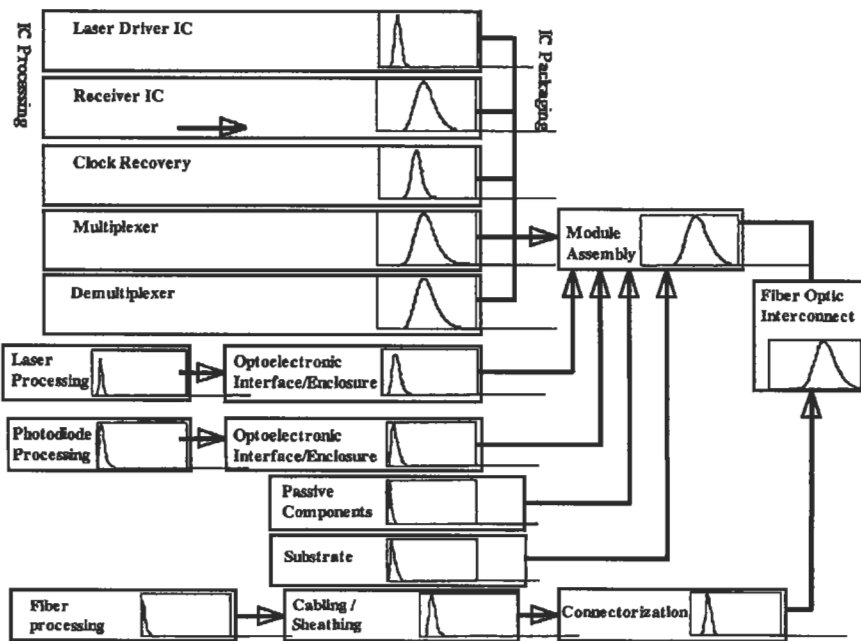 IC Processing
Laser Driver IC
IC Packaging
Receiver IC
Clock Recovery
Multiplexer
Module
Assembly
Demultiplexer
Fiber Optic
Interconnect
Laser
Processing
Optoelectronic
Interface/Enclosure
Photodiode
Processing
Optoelectronic
Interface/Enclosure
Passive
Components
Substrate
Fiber
processing
Cabling /
Sheathing
Connectorization